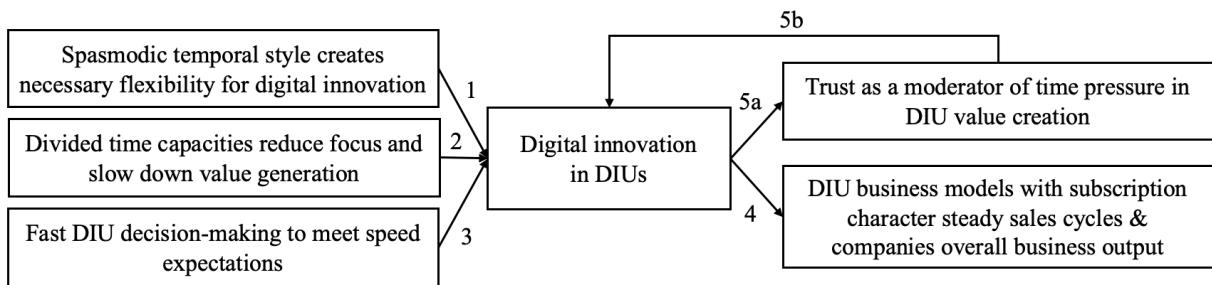 5b
Spasmodic temporal style creates
necessary flexibility for digital innovation
1
Divided time capacities reduce focus and
slow down value generation
2
Fast DIU decision-making to meet speed
expectations
3
Digital innovation
in DIUs
5a
Trust as a moderator of time pressure in
DIU value creation
4
DIU business models with subscription
character steady sales cycles &
companies overall business output